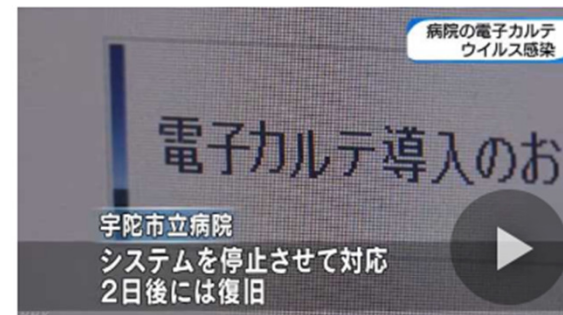 病院の電子カルテ
ウイルス感染
電子カルテ導入のお
宇陀市立病院
システムを停止させて対応
2日後には復旧